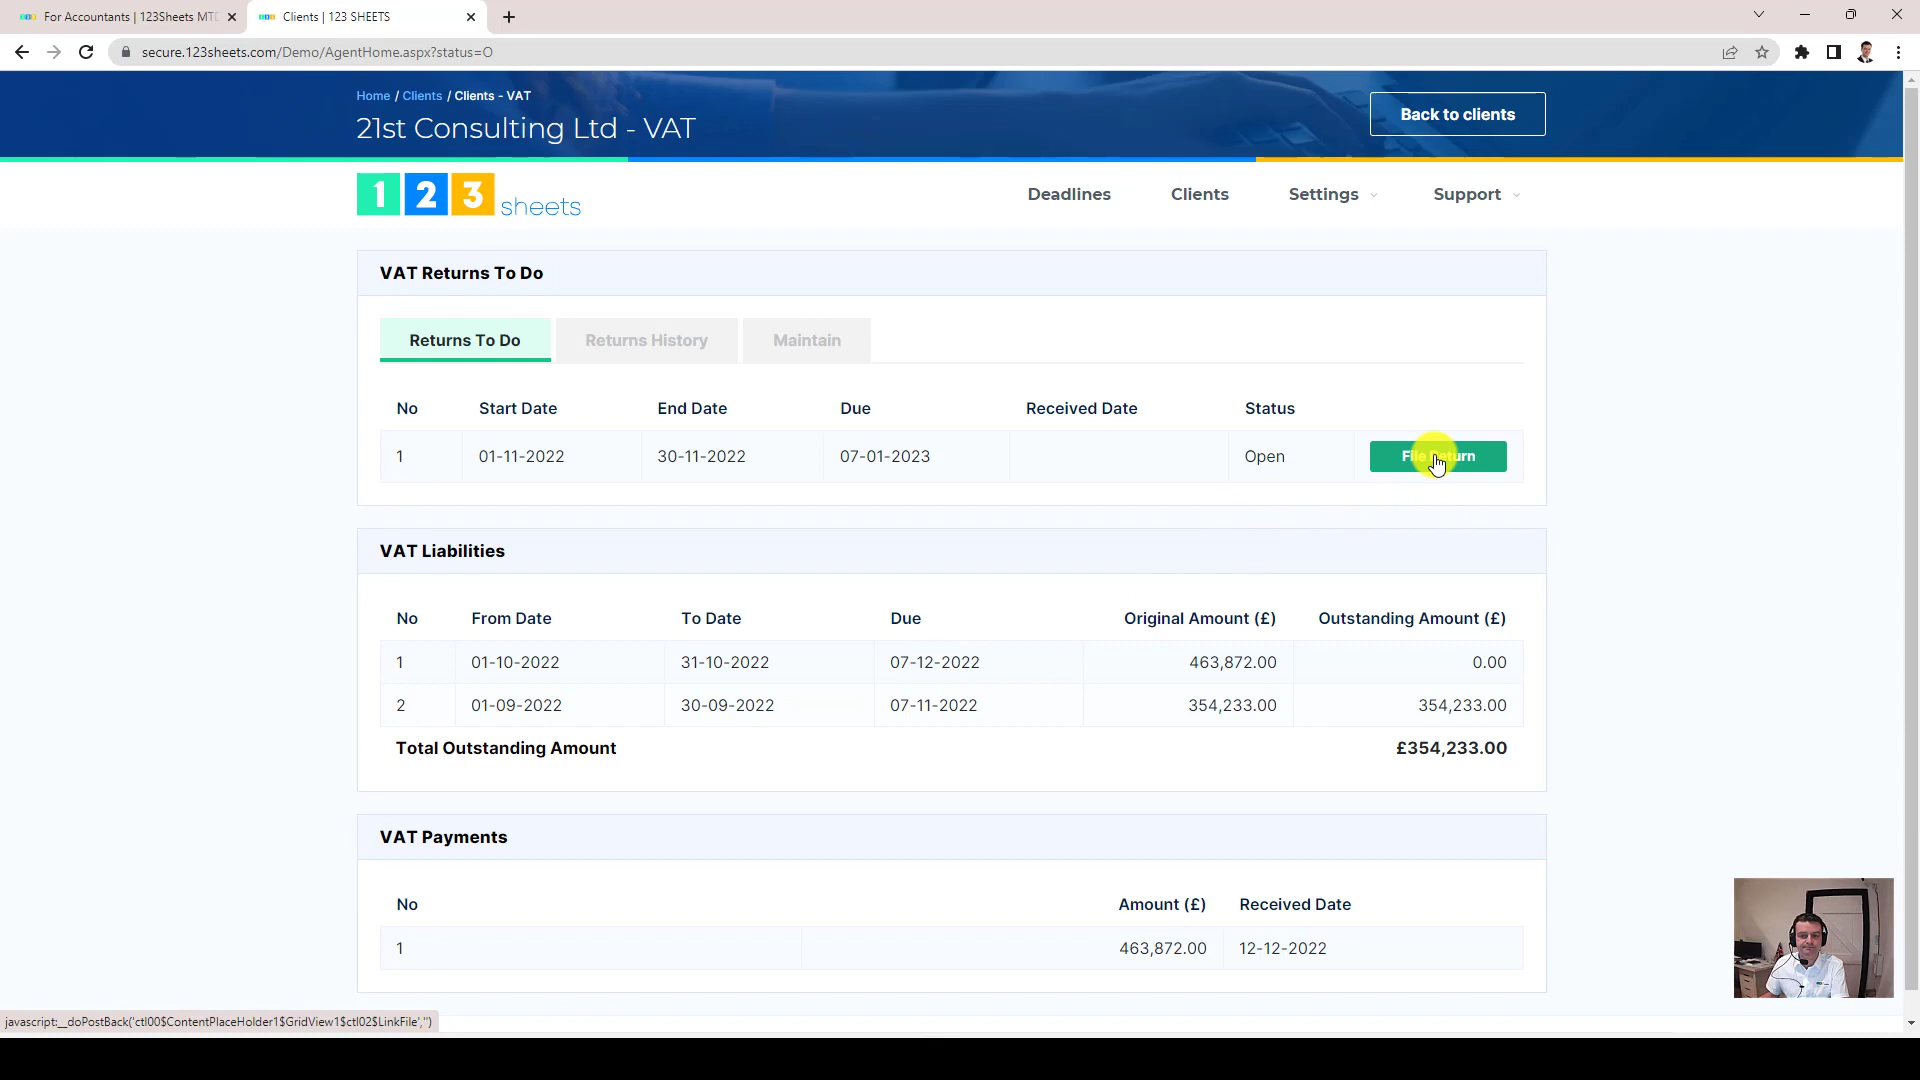 For Accountants | 123Sheets MTD
Clients | 123 SHEETS
secure.123sheets.com/Demo/AgentHome.aspx?status=O
Home / Clients / Clients - VAT
21st Consulting Ltd - VAT
Back to clients
123 sheets
Deadlines Clients Settings Support
VAT Returns To Do
Returns To Do Returns History Maintain
No Start Date End Date Due Received Date Status
1 01-11-2022 30-11-2022 07-01-2023 Open File Return
VAT Liabilities
No From Date To Date Due Original Amount (£) Outstanding Amount (£)
1 01-10-2022 31-10-2022 07-12-2022 463,872.00 0.00
2 01-09-2022 30-09-2022 07-11-2022 354,233.00 354,233.00
Total Outstanding Amount £354,233.00
VAT Payments
No Amount (£) Received Date
1 463,872.00 12-12-2022
javascript:__doPostBack('ctl00$ContentPlaceHolder1$GridView1$ctl02$LinkFile','')